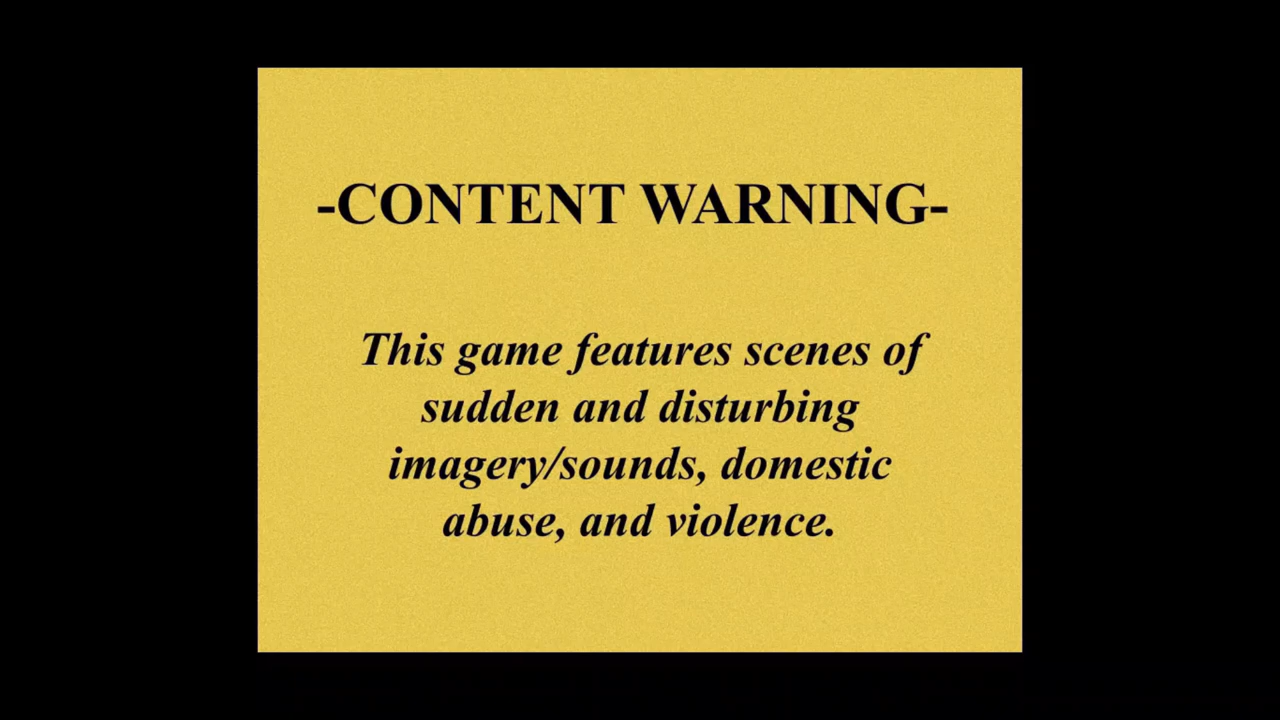 -CONTENT WARNING-
This game features scenes of
sudden and disturbing
imagery/sounds, domestic
abuse, and violence.